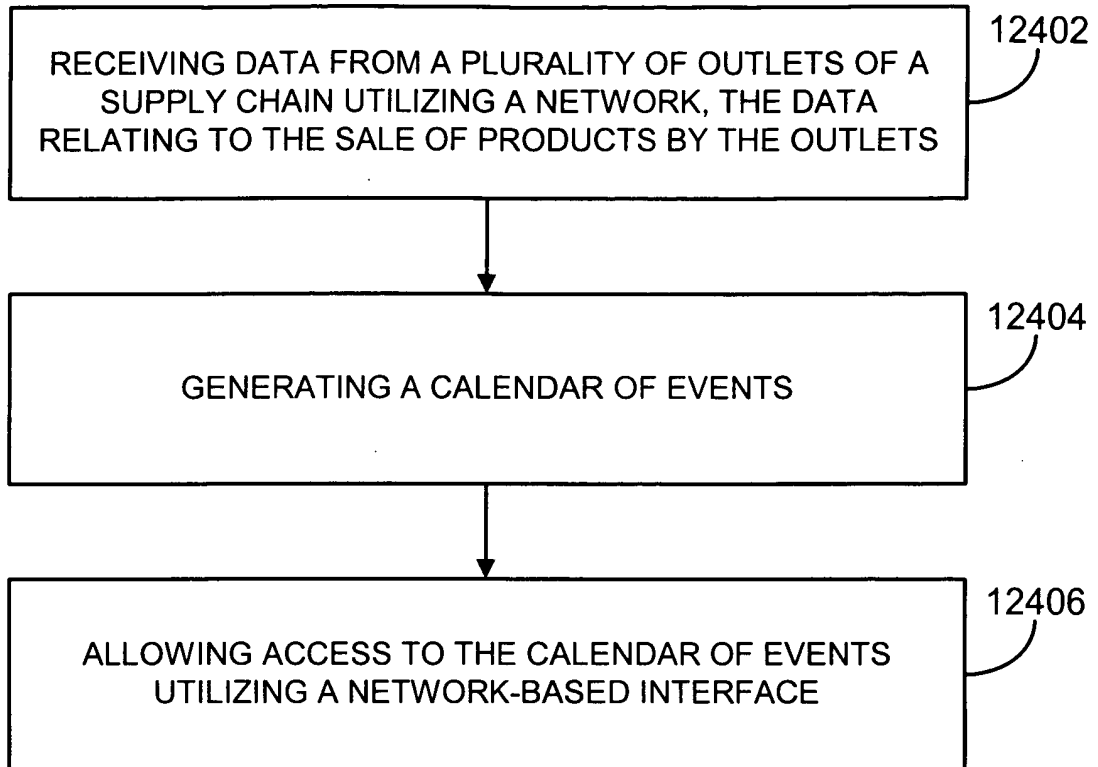 12402
RECEIVING DATA FROM A PLURALITY OF OUTLETS OF A
SUPPLY CHAIN UTILIZING A NETWORK, THE DATA
RELATING TO THE SALE OF PRODUCTS BY THE OUTLETS
12404
GENERATING A CALENDAR OF EVENTS
12406
ALLOWING ACCESS TO THE CALENDAR OF EVENTS
UTILIZING A NETWORK-BASED INTERFACE